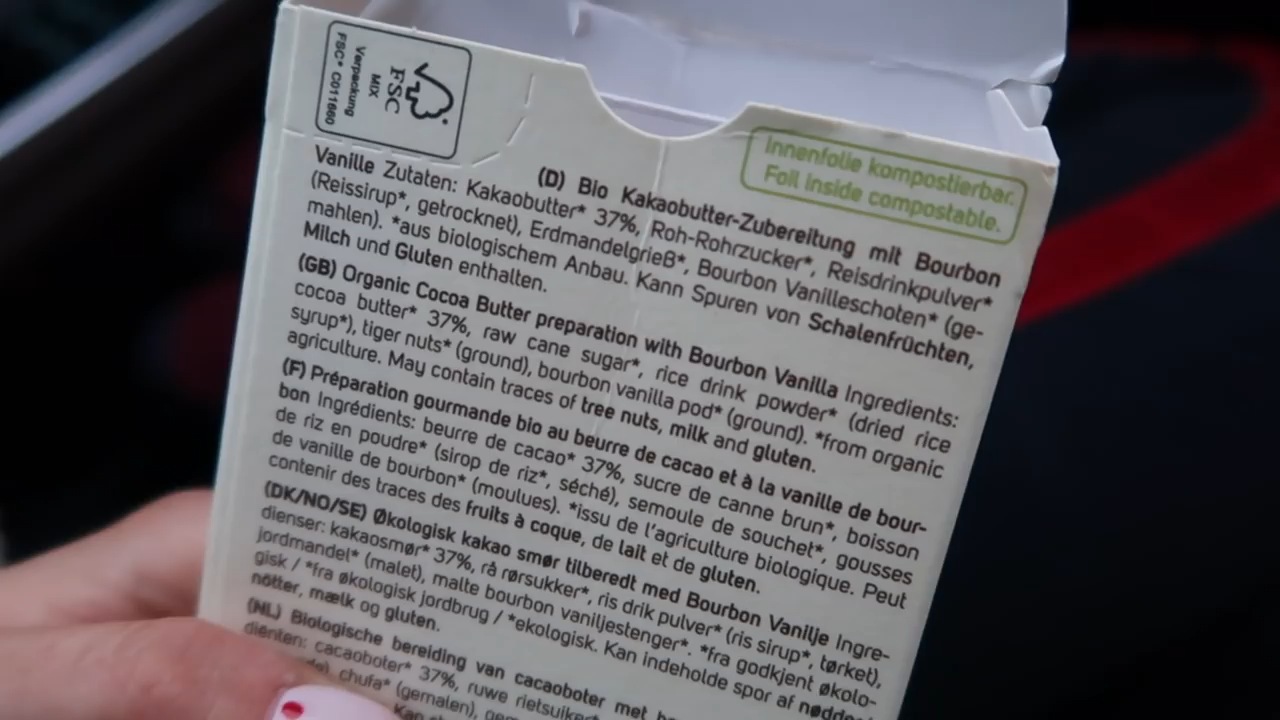 FSC
MIX
Verpackung
FSC® C011660
Innenfolie kompostierbar.
Foil inside compostable.
(D) Bio Kakaobutter-Zubereitung mit Bourbon
Vanille Zutaten: Kakaobutter* 37%, Roh-Rohrzucker*, Reisdrinkpulver*
(Reissirup*, getrocknet), Erdmandelgrieß*, Bourbon Vanilleschoten* (ge-
mahlen). *aus biologischem Anbau. Kann Spuren von Schalenfrüchten,
Milch und Gluten enthalten.
(GB) Organic Cocoa Butter preparation with Bourbon Vanilla Ingredients:
cocoa butter* 37%, raw cane sugar*, rice drink powder* (dried rice
syrup*), tiger nuts* (ground), bourbon vanilla pod* (ground). *from organic
agriculture. May contain traces of tree nuts, milk and gluten.
(F) Préparation gourmande bio au beurre de cacao et à la vanille de bour-
bon Ingrédients: beurre de cacao* 37%, sucre de canne brun*, boisson
de riz en poudre* (sirop de riz*, séché), semoule de souchet*, gousses
de vanille de bourbon* (moulues). *issu de l'agriculture biologique. Peut
contenir des traces des fruits à coque, de lait et de gluten.
(DK/NO/SE) Økologisk kakao smør tilberedt med Bourbon Vanilje Ingre-
dienser: kakaosmør* 37%, rå rørsukker*, ris drik pulver* (ris sirup*, tørket),
jordmandel* (malet), malte bourbon vaniljestenger*. *fra godkjent økolo-
gisk / *fra økologisk jordbrug / *ekologisk. Kan indeholde spor af nødder
nötter, mælk og gluten.
(NL) Biologische bereiding van cacaoboter met
diënten: cacaoboter* 37%, ruwe rietsuiker*
chufa* (gemalen),
Kan